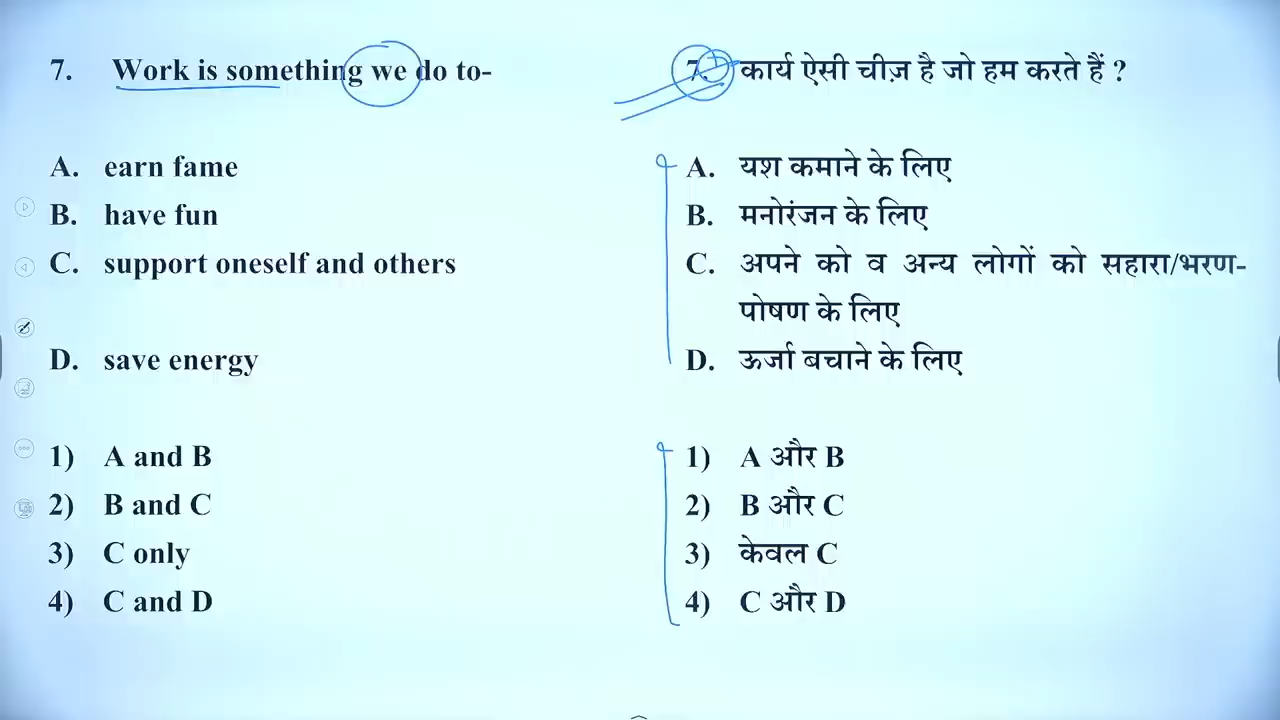 7. Work is something we do to-
A. earn fame
B. have fun
C. support oneself and others
D. save energy
1) A and B
2) B and C
3) C only
4) C and D
7. कार्य ऐसी चीज़ है जो हम करते हैं ?
A. यश कमाने के लिए
B. मनोरंजन के लिए
C. अपने को व अन्य लोगों को सहारा/भरण-
पोषण के लिए
D. ऊर्जा बचाने के लिए
1) A और B
2) B और C
3) केवल C
4) C और D